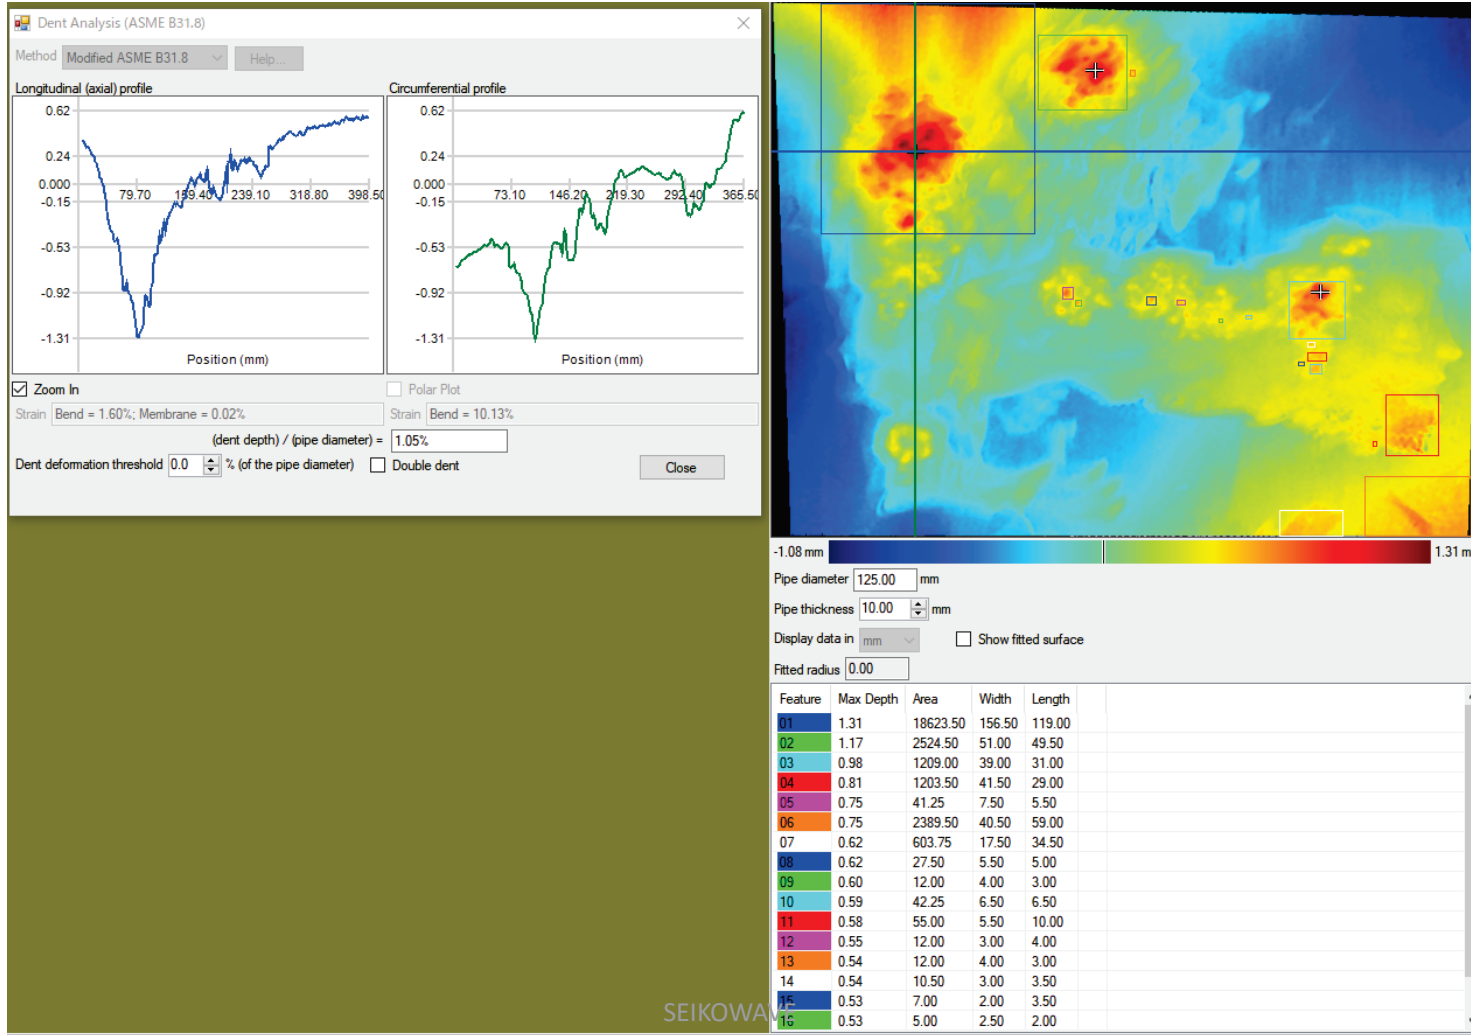 Dent Analysis (ASME B31.8)
Method Modified ASME B31.8 Help...
Longitudinal (axial) profile
0.62
0.24
0.000
-0.15
-0.53
-0.92
-1.31
79.70 159.40 239.10 318.80 398.50
Position (mm)
Circumferential profile
0.62
0.24
0.000
-0.15
-0.53
-0.92
-1.31
73.10 146.20 219.30 292.40 365.50
Position (mm)
Zoom In
Polar Plot
Strain Bend = 1.60%; Membrane = 0.02%
Strain Bend = 10.13%
(dent depth) / (pipe diameter) = 1.05%
Dent deformation threshold 0.0 % (of the pipe diameter) Double dent
Close
-1.08 mm 1.31 m
Pipe diameter 125.00 mm
Pipe thickness 10.00 mm
Display data in mm Show fitted surface
Fitted radius 0.00
Feature Max Depth Area Width Length
01 1.31 18623.50 156.50 119.00
02 1.17 2524.50 51.00 49.50
03 0.98 1209.00 39.00 31.00
04 0.81 1203.50 41.50 29.00
05 0.75 41.25 7.50 5.50
06 0.75 2389.50 40.50 59.00
07 0.62 603.75 17.50 34.50
08 0.62 27.50 5.50 5.00
09 0.60 12.00 4.00 3.00
10 0.59 42.25 6.50 6.50
11 0.58 55.00 5.50 10.00
12 0.55 12.00 3.00 4.00
13 0.54 12.00 4.00 3.00
14 0.54 10.50 3.00 3.50
15 0.53 7.00 2.00 3.50
16 0.53 5.00 2.50 2.00
SEIKOWAVE